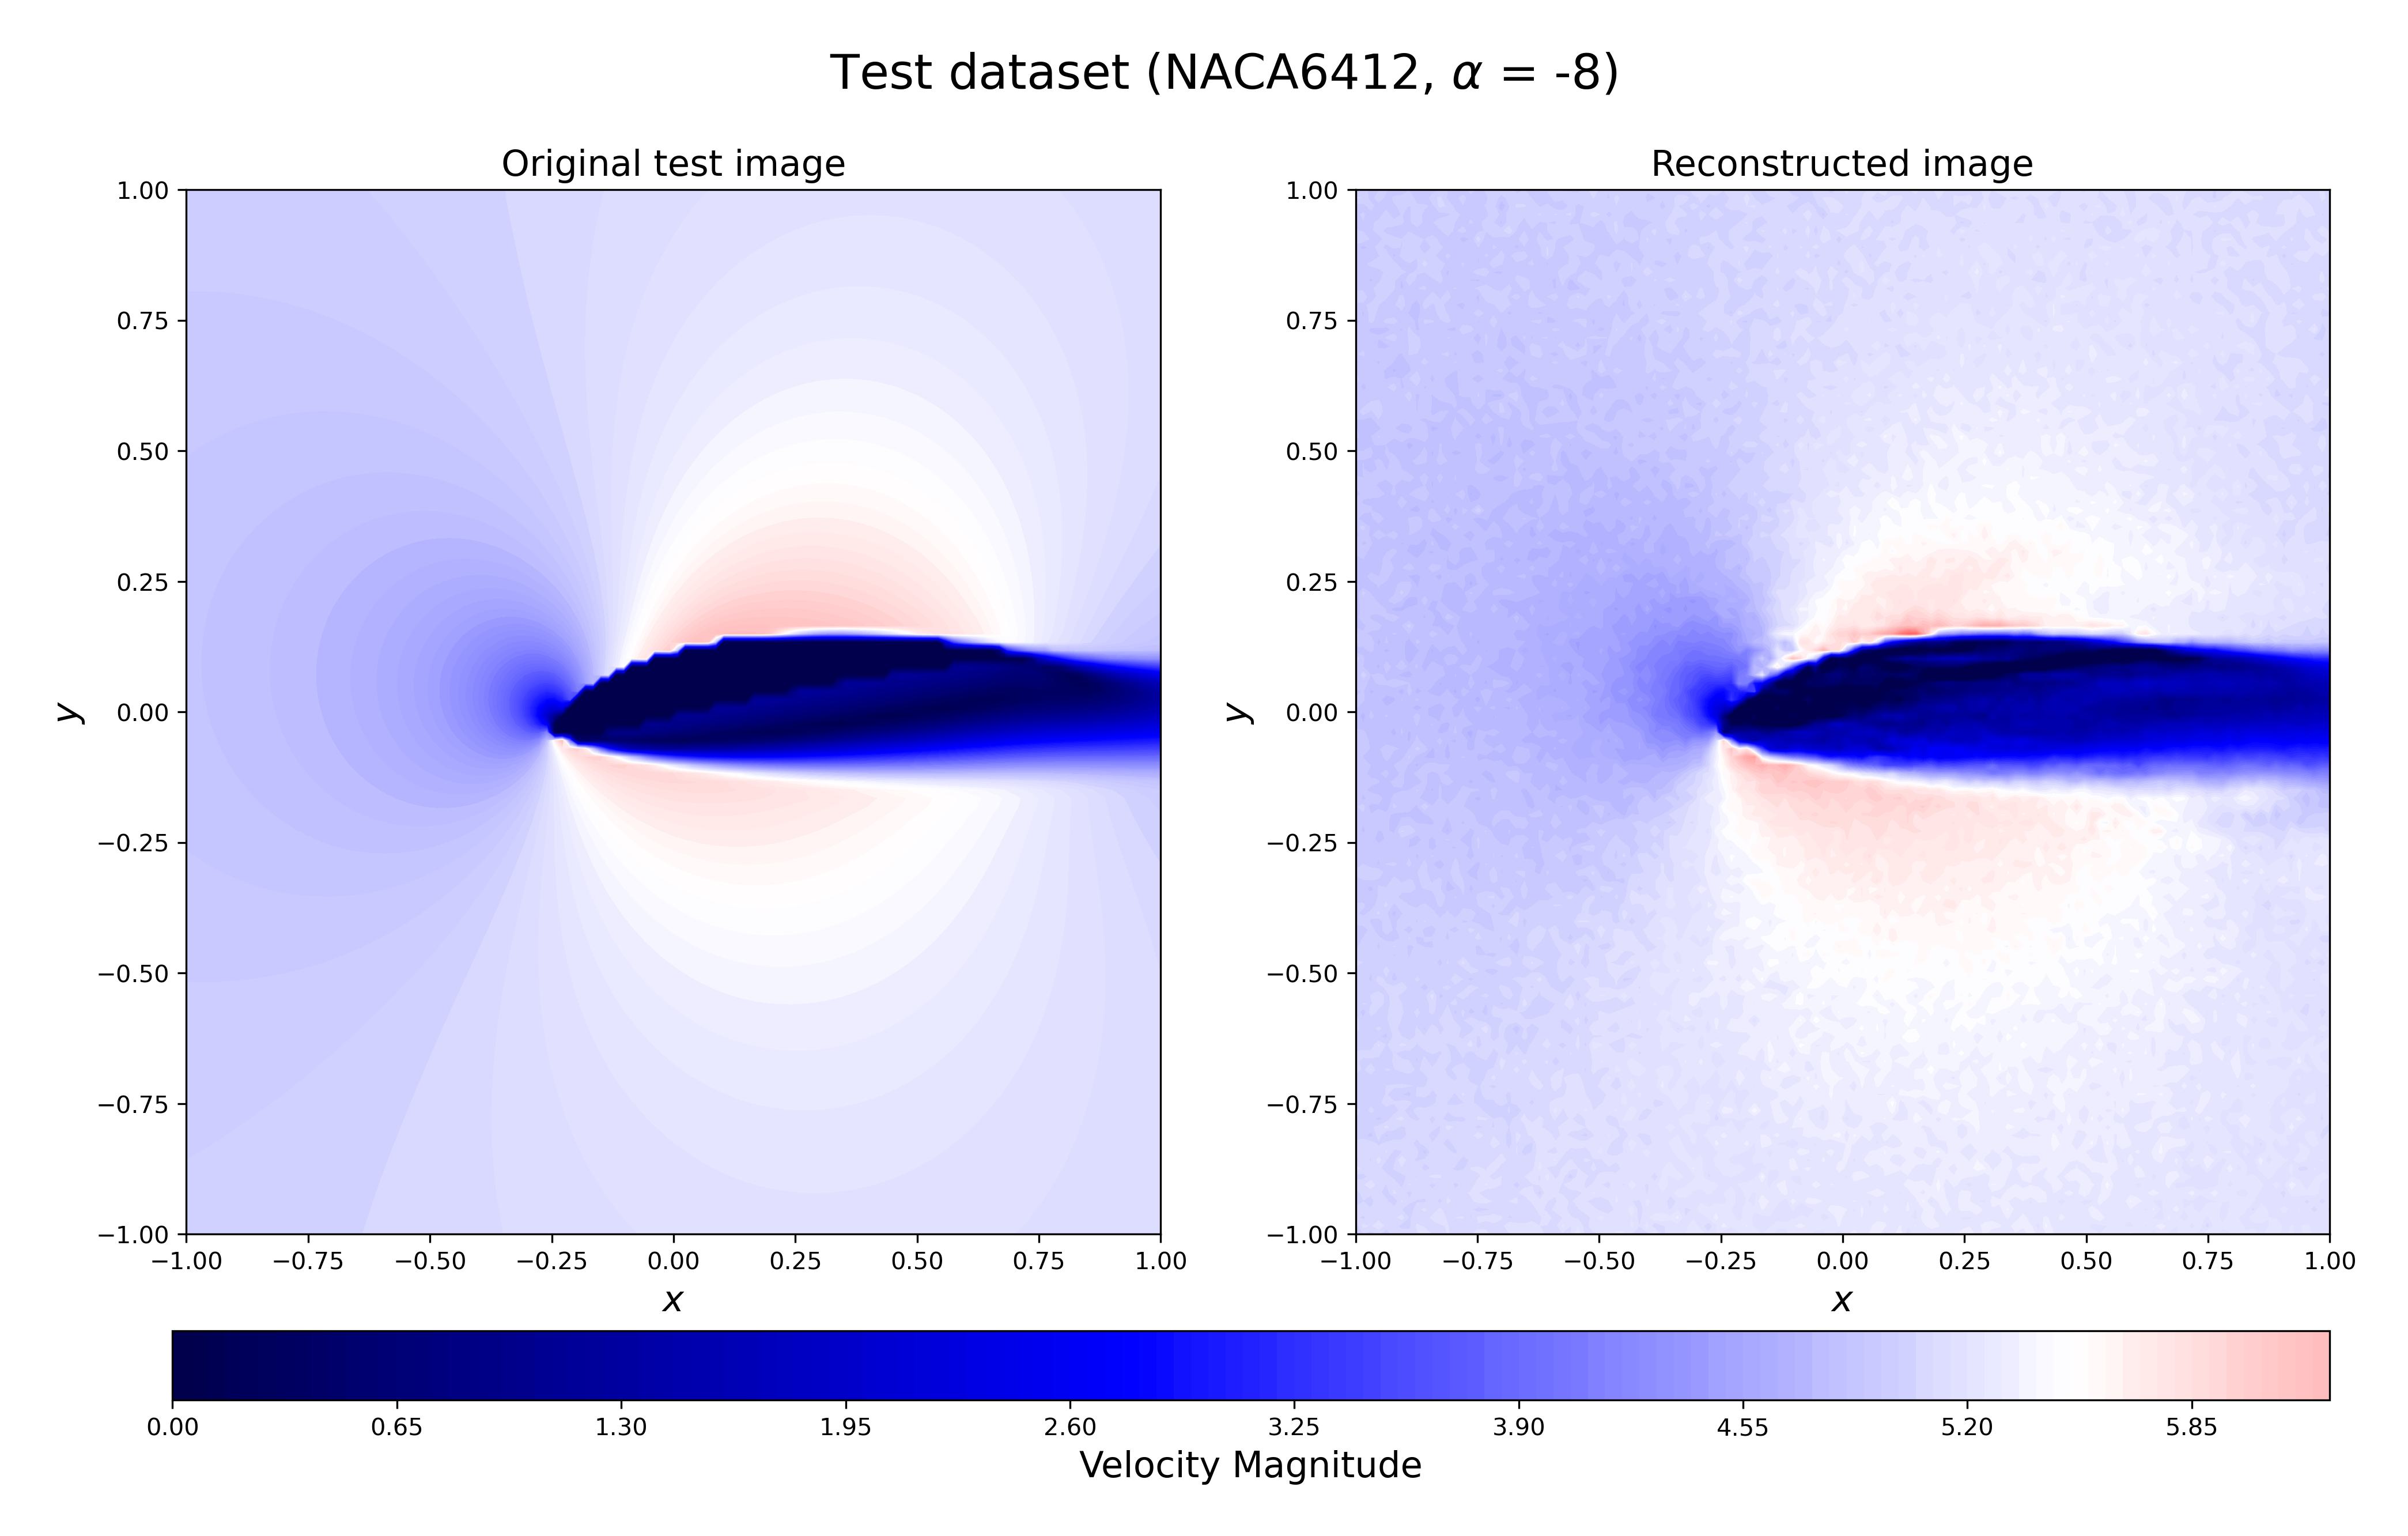 Test dataset (NACA6412, α = -8)
Original test image
Reconstructed image
1.00
0.75
0.50
0.25
0.00
−0.25
−0.50
−0.75
−1.00
y
−1.00 −0.75 −0.50 −0.25 0.00 0.25 0.50 0.75 1.00
x
1.00
0.75
0.50
0.25
0.00
−0.25
−0.50
−0.75
−1.00
y
−1.00 −0.75 −0.50 −0.25 0.00 0.25 0.50 0.75 1.00
x
0.00 0.65 1.30 1.95 2.60 3.25 3.90 4.55 5.20 5.85
Velocity Magnitude